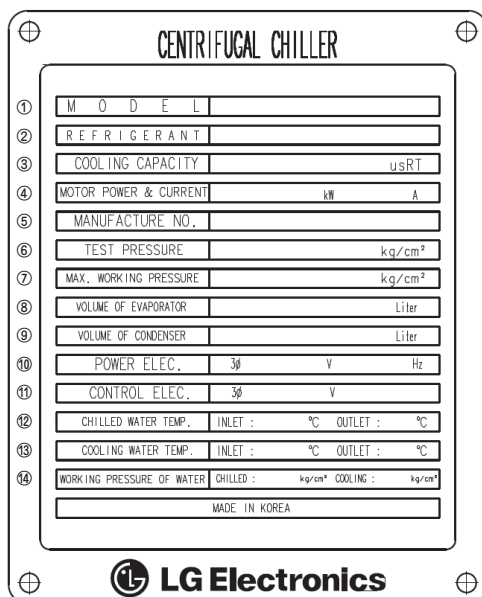 CENTRIFUGAL CHILLER
① MODEL
② REFRIGERANT
③ COOLING CAPACITY usRT
④ MOTOR POWER & CURRENT kW A
⑤ MANUFACTURE NO.
⑥ TEST PRESSURE kg/cm²
⑦ MAX. WORKING PRESSURE kg/cm²
⑧ VOLUME OF EVAPORATOR Liter
⑨ VOLUME OF CONDENSER Liter
⑩ POWER ELEC. 3ø V Hz
⑪ CONTROL ELEC. 3ø V
⑫ CHILLED WATER TEMP. INLET : °C OUTLET : °C
⑬ COOLING WATER TEMP. INLET : °C OUTLET : °C
⑭ WORKING PRESSURE OF WATER CHILLED : kg/cm² COOLING : kg/cm²
MADE IN KOREA
LG LG Electronics